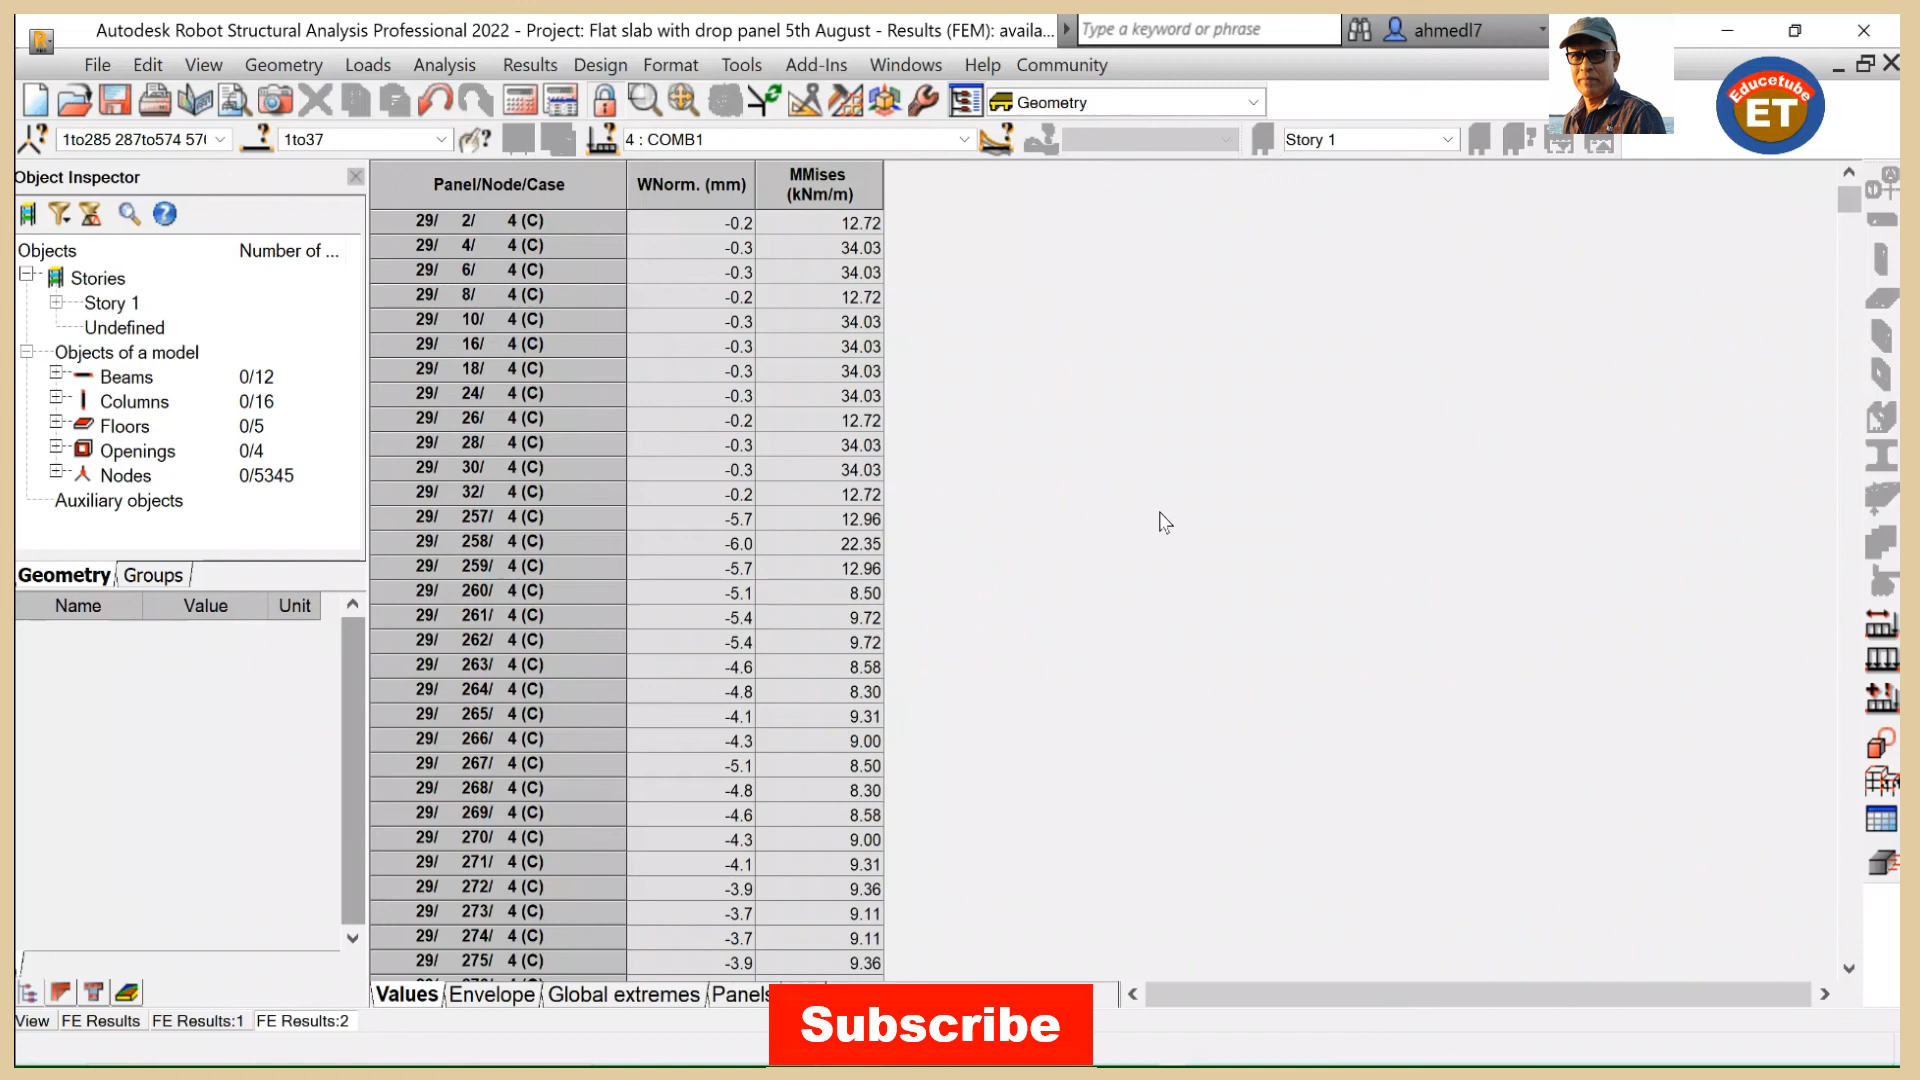 Autodesk Robot Structural Analysis Professional 2022 - Project: Flat slab with drop panel 5th August - Results (FEM): availa...
Type a keyword or phrase
ahmedl7
File Edit View Geometry Loads Analysis Results Design Format Tools Add-Ins Windows Help Community
Educetube
ET
Geometry
1to285 287to574 57
1to37
4 : COMB1
Story 1
Object Inspector
Objects Number of ...
Stories
Story 1
Undefined
Objects of a model
Beams 0/12
Columns 0/16
Floors 0/5
Openings 0/4
Nodes 0/5345
Auxiliary objects
Geometry Groups
Name Value Unit
Panel/Node/Case WNorm. (mm) MMises (kNm/m)
29/ 2/ 4 (C) -0.2 12.72
29/ 4/ 4 (C) -0.3 34.03
29/ 6/ 4 (C) -0.3 34.03
29/ 8/ 4 (C) -0.2 12.72
29/ 10/ 4 (C) -0.3 34.03
29/ 16/ 4 (C) -0.3 34.03
29/ 18/ 4 (C) -0.3 34.03
29/ 24/ 4 (C) -0.3 34.03
29/ 26/ 4 (C) -0.2 12.72
29/ 28/ 4 (C) -0.3 34.03
29/ 30/ 4 (C) -0.3 34.03
29/ 32/ 4 (C) -0.2 12.72
29/ 257/ 4 (C) -5.7 12.96
29/ 258/ 4 (C) -6.0 22.35
29/ 259/ 4 (C) -5.7 12.96
29/ 260/ 4 (C) -5.1 8.50
29/ 261/ 4 (C) -5.4 9.72
29/ 262/ 4 (C) -5.4 9.72
29/ 263/ 4 (C) -4.6 8.58
29/ 264/ 4 (C) -4.8 8.30
29/ 265/ 4 (C) -4.1 9.31
29/ 266/ 4 (C) -4.3 9.00
29/ 267/ 4 (C) -5.1 8.50
29/ 268/ 4 (C) -4.8 8.30
29/ 269/ 4 (C) -4.6 8.58
29/ 270/ 4 (C) -4.3 9.00
29/ 271/ 4 (C) -4.1 9.31
29/ 272/ 4 (C) -3.9 9.36
29/ 273/ 4 (C) -3.7 9.11
29/ 274/ 4 (C) -3.7 9.11
29/ 275/ 4 (C) -3.9 9.36
Values Envelope Global extremes Panels
View FE Results FE Results:1 FE Results:2
Subscribe